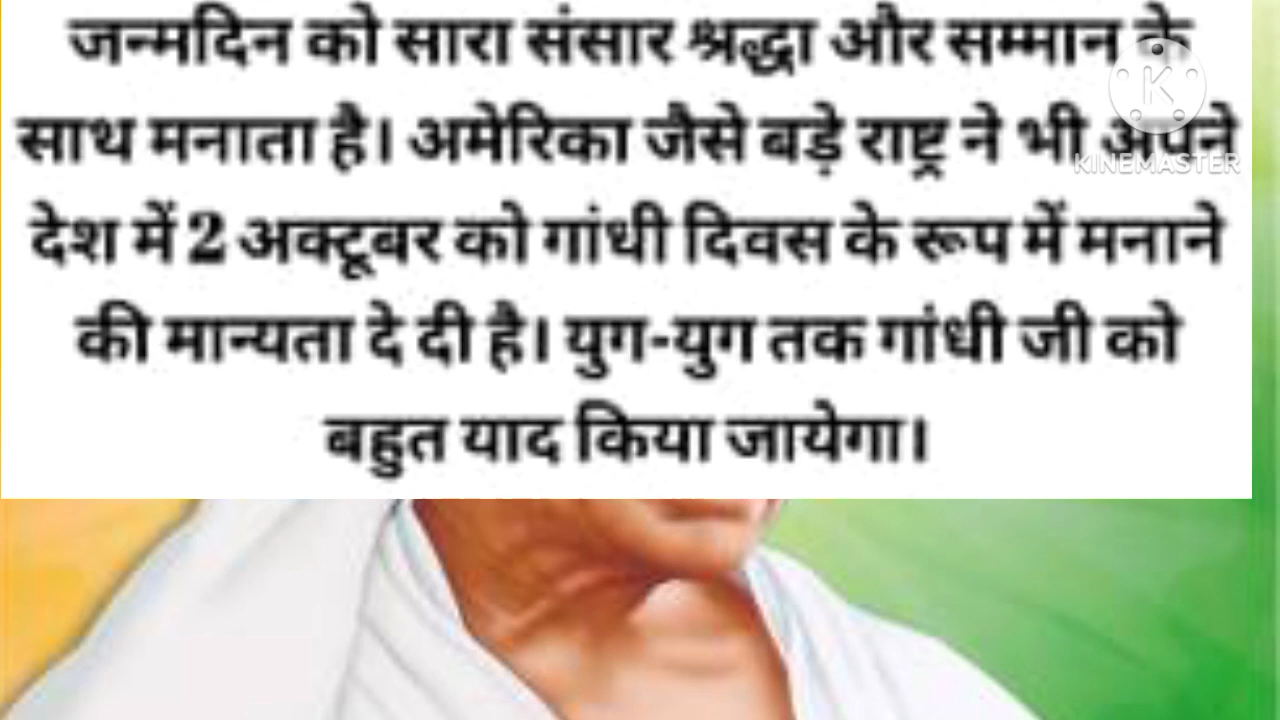 जन्मदिन को सारा संसार श्रद्धा और सम्मान के
साथ मनाता है। अमेरिका जैसे बड़े राष्ट्र ने भी अपने
देश में 2 अक्टूबर को गांधी दिवस के रूप में मनाने
की मान्यता दे दी है। युग-युग तक गांधी जी को
बहुत याद किया जायेगा।
K
KINEMASTER